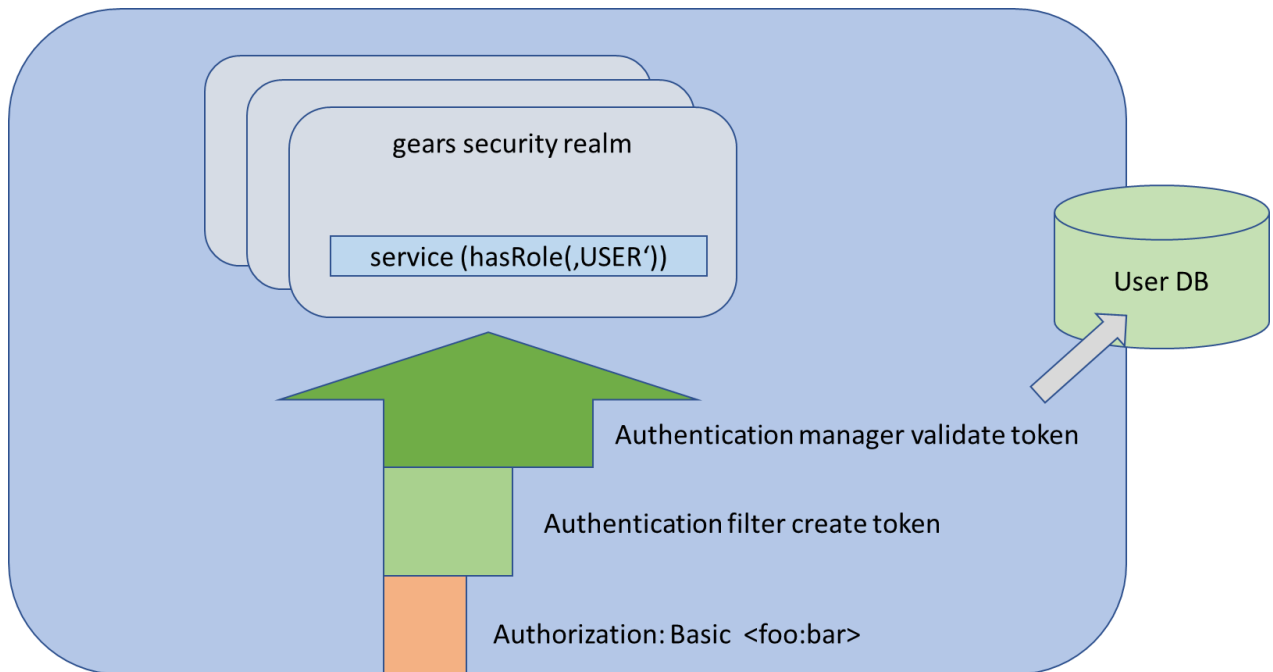 gears security realm
service (hasRole(‚USER‘))
User DB
Authentication manager validate token
Authentication filter create token
Authorization: Basic <foo:bar>